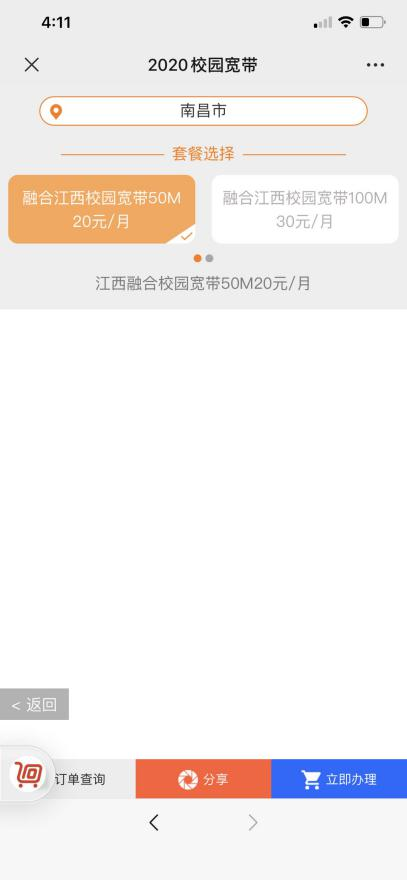 4:11
2020校园宽带
南昌市
套餐选择
融合江西校园宽带50M
20元/月
融合江西校园宽带100M
30元/月
江西融合校园宽带50M20元/月
< 返回
订单查询
分享
立即办理